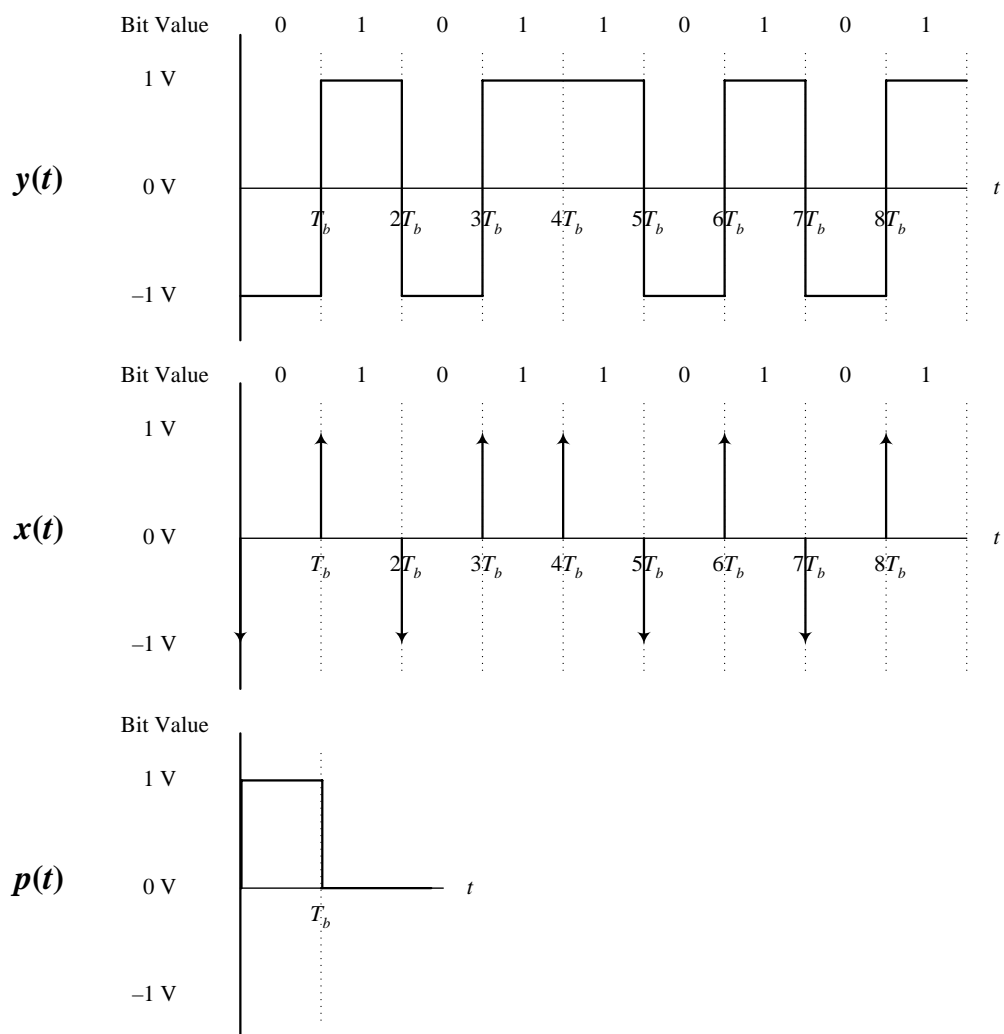 Bit Value 0 1 0 1 1 0 1 0 1
1 V
y(t) 0 V t
T_b 2T_b 3T_b 4T_b 5T_b 6T_b 7T_b 8T_b
–1 V
Bit Value 0 1 0 1 1 0 1 0 1
1 V
x(t) 0 V t
T_b 2T_b 3T_b 4T_b 5T_b 6T_b 7T_b 8T_b
–1 V
Bit Value
1 V
p(t) 0 V t
T_b
–1 V